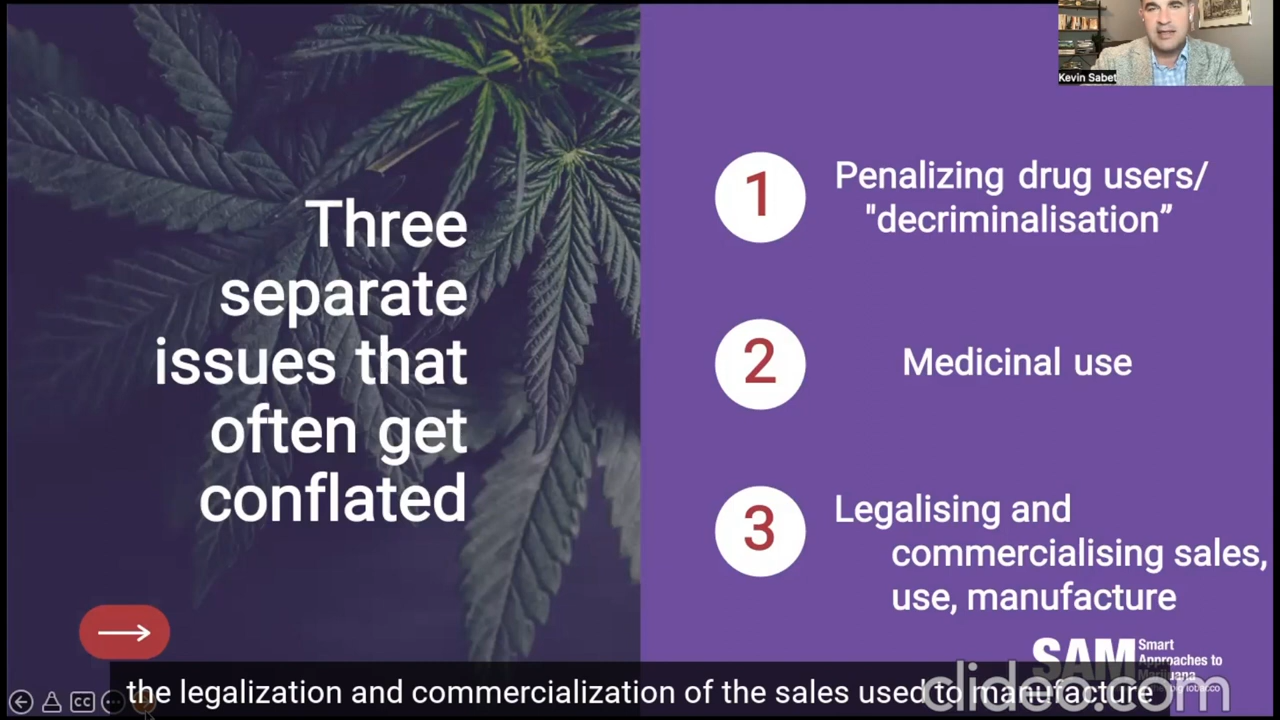 Kevin Sabet
Three
separate
issues that
often get
conflated
1
Penalizing drug users/
"decriminalisation”
2
Medicinal use
3
Legalising and
commercialising sales,
use, manufacture
SAM
Smart
Approaches to
Marijuana
the legalization and commercialization of the sales used to manufacture
CC
clideo.com